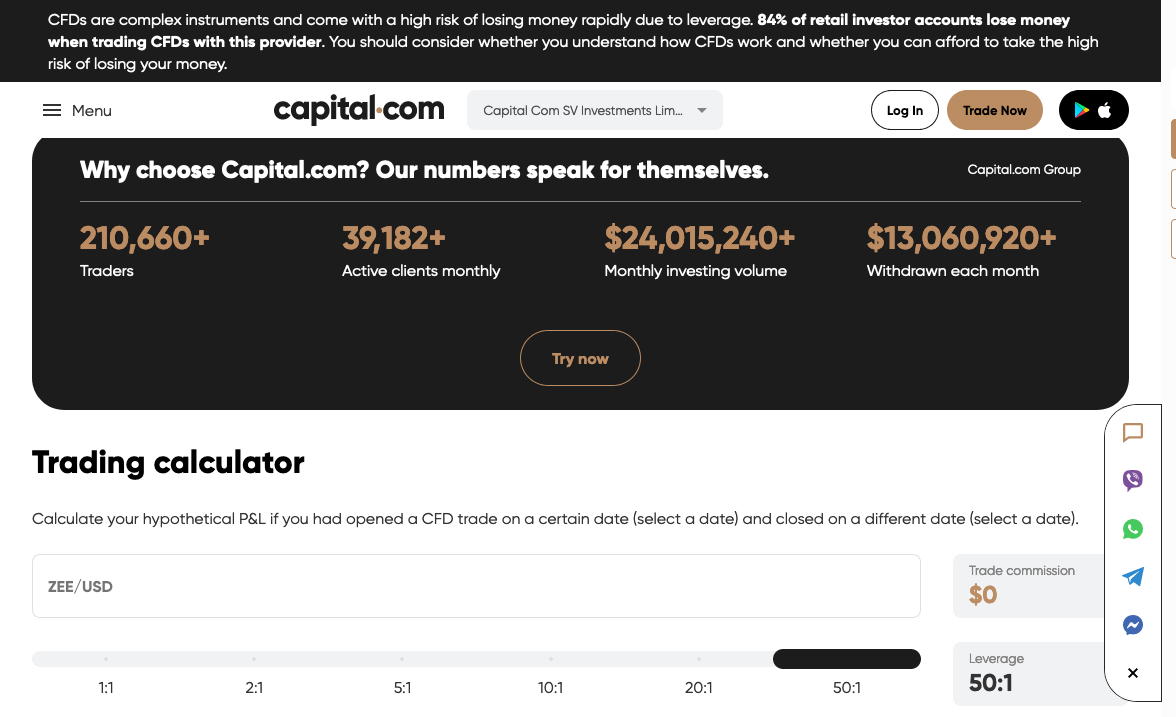 CFDs are complex instruments and come with a high risk of losing money rapidly due to leverage. 84% of retail investor accounts lose money
when trading CFDs with this provider. You should consider whether you understand how CFDs work and whether you can afford to take the high
risk of losing your money.
Menu
capital.com
Capital Com SV Investments Lim...
Log In
Trade Now
Why choose Capital.com? Our numbers speak for themselves.
Capital.com Group
210,660+
39,182+
$24,015,240+
$13,060,920+
Traders
Active clients monthly
Monthly investing volume
Withdrawn each month
Try now
Trading calculator
Calculate your hypothetical P&L if you had opened a CFD trade on a certain date (select a date) and closed on a different date (select a date).
ZEE/USD
Trade commission
$0
1:1
2:1
5:1
10:1
20:1
50:1
Leverage
50:1